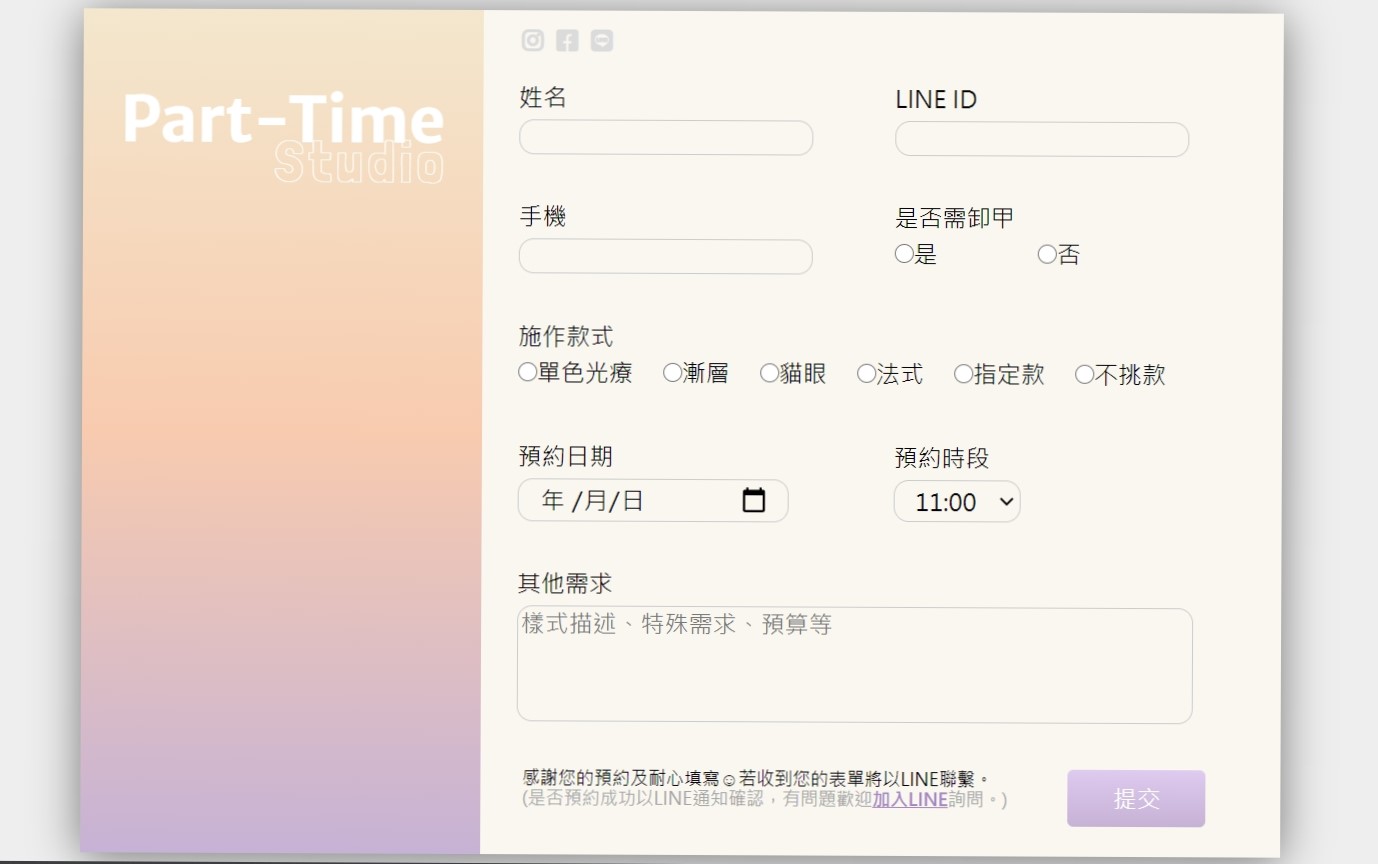 Part-Time
Studio
姓名
LINE ID
手機
是否需卸甲
是 否
施作款式
單色光療 漸層 貓眼 法式 指定款 不挑款
預約日期
預約時段
年 /月/日
11:00
其他需求
樣式描述、特殊需求、預算等
感謝您的預約及耐心填寫☺若收到您的表單將以LINE聯繫。
(是否預約成功以LINE通知確認，有問題歡迎加入LINE詢問。)
提交